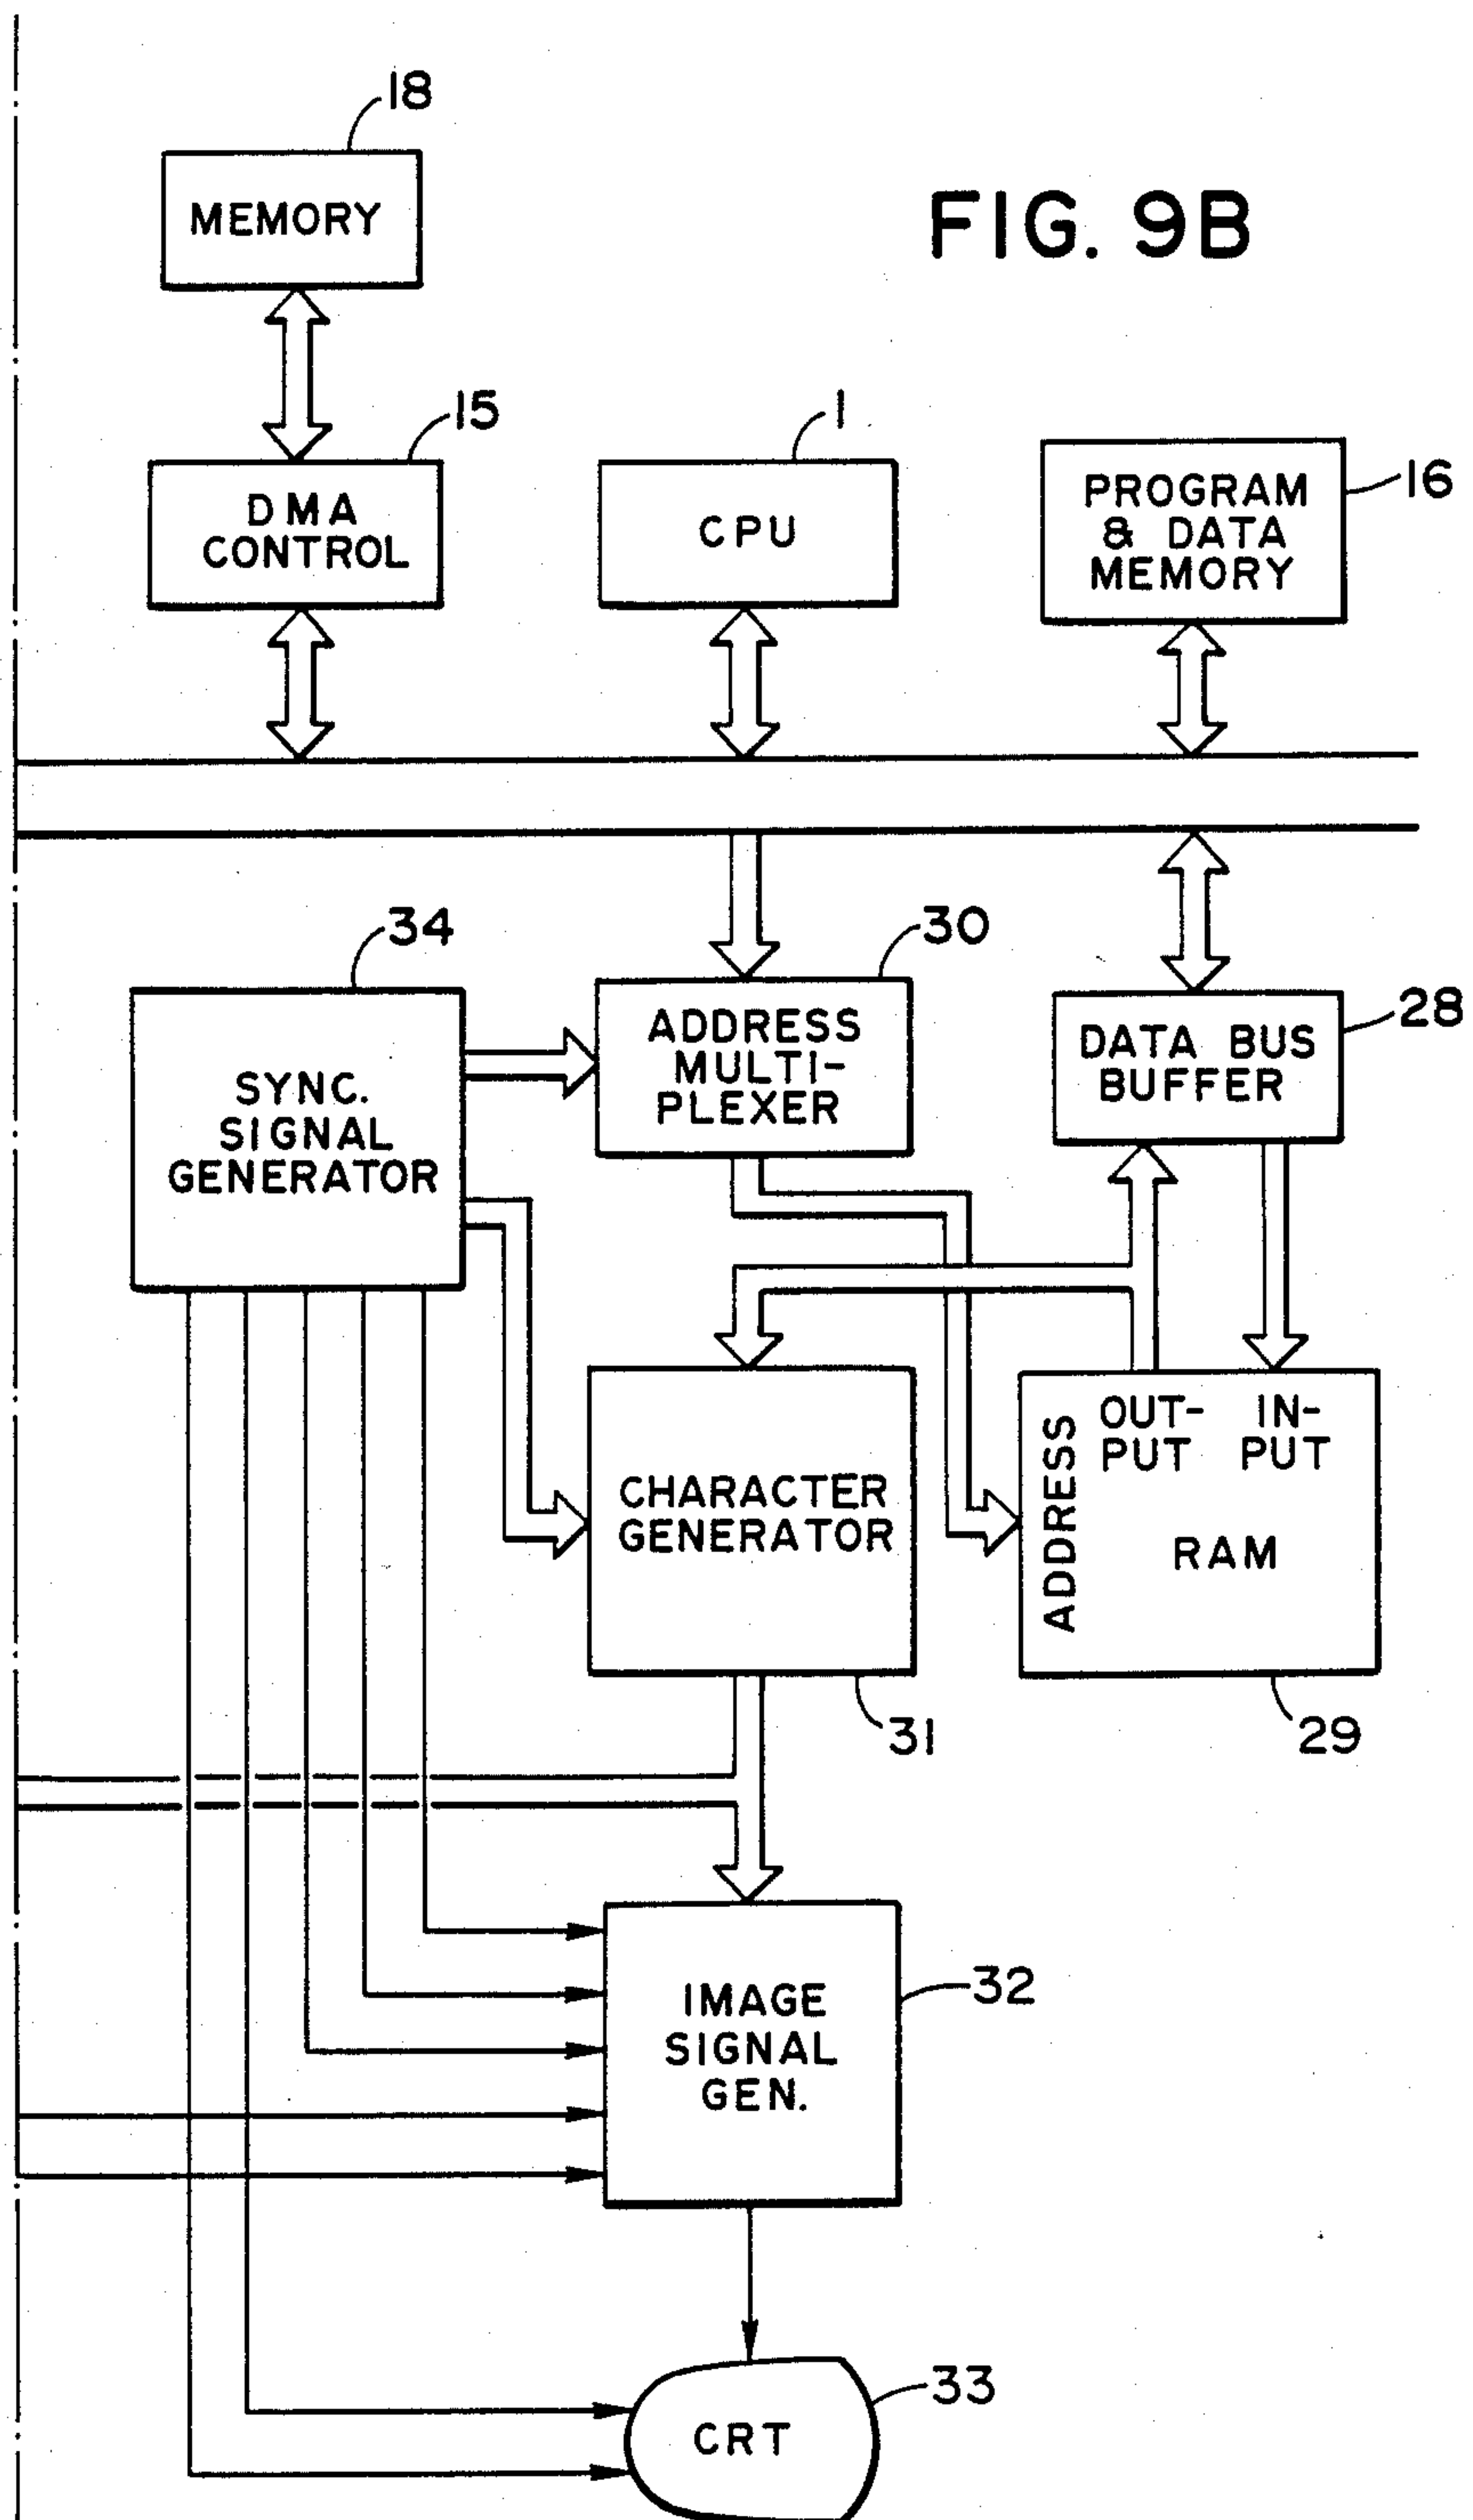 18
MEMORY
FIG. 9B
15
DMA
CONTROL
1
CPU
16
PROGRAM
& DATA
MEMORY
34
SYNC.
SIGNAL
GENERATOR
30
ADDRESS
MULTI-
PLEXER
28
DATA BUS
BUFFER
CHARACTER
GENERATOR
31
ADDRESS
OUT-
PUT
IN-
PUT
RAM
29
32
IMAGE
SIGNAL
GEN.
33
CRT